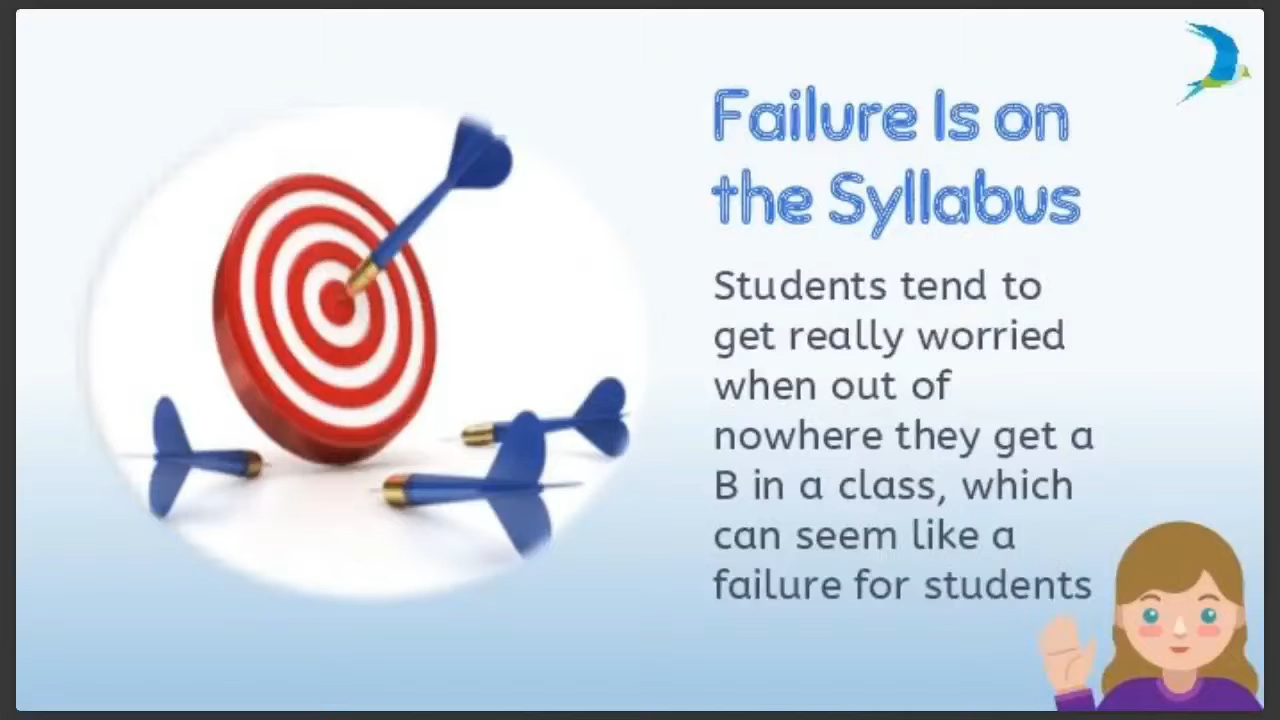 Failure Is on
the Syllabus
Students tend to
get really worried
when out of
nowhere they get a
B in a class, which
can seem like a
failure for students